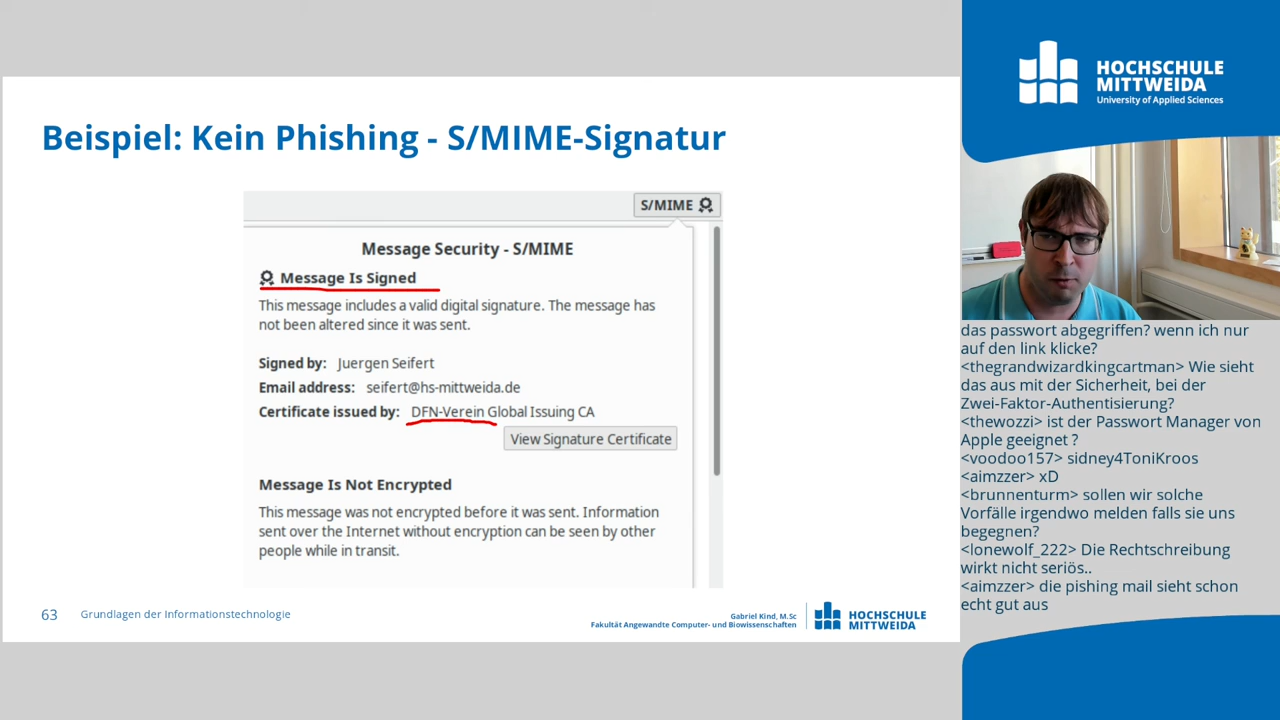 Beispiel: Kein Phishing - S/MIME-Signatur
S/MIME
Message Security - S/MIME
Message Is Signed
This message includes a valid digital signature. The message has
not been altered since it was sent.
Signed by: Juergen Seifert
Email address: seifert@hs-mittweida.de
Certificate issued by: DFN-Verein Global Issuing CA
View Signature Certificate
Message Is Not Encrypted
This message was not encrypted before it was sent. Information
sent over the Internet without encryption can be seen by other
people while in transit.
63 Grundlagen der Informationstechnologie
Gabriel Kind, M.Sc
Fakultät Angewandte Computer- und Biowissenschaften
HOCHSCHULE
MITTWEIDA
HOCHSCHULE
MITTWEIDA
University of Applied Sciences
das passwort abgegriffen? wenn ich nur
auf den link klicke?
<thegrandwizardkingcartman> Wie sieht
das aus mit der Sicherheit, bei der
Zwei-Faktor-Authentisierung?
<thewozzi> ist der Passwort Manager von
Apple geeignet ?
<voodoo157> sidney4ToniKroos
<aimzzer> xD
<brunnenturm> sollen wir solche
Vorfälle irgendwo melden falls sie uns
begegnen?
<lonewolf_222> Die Rechtschreibung
wirkt nicht seriös..
<aimzzer> die pishing mail sieht schon
echt gut aus